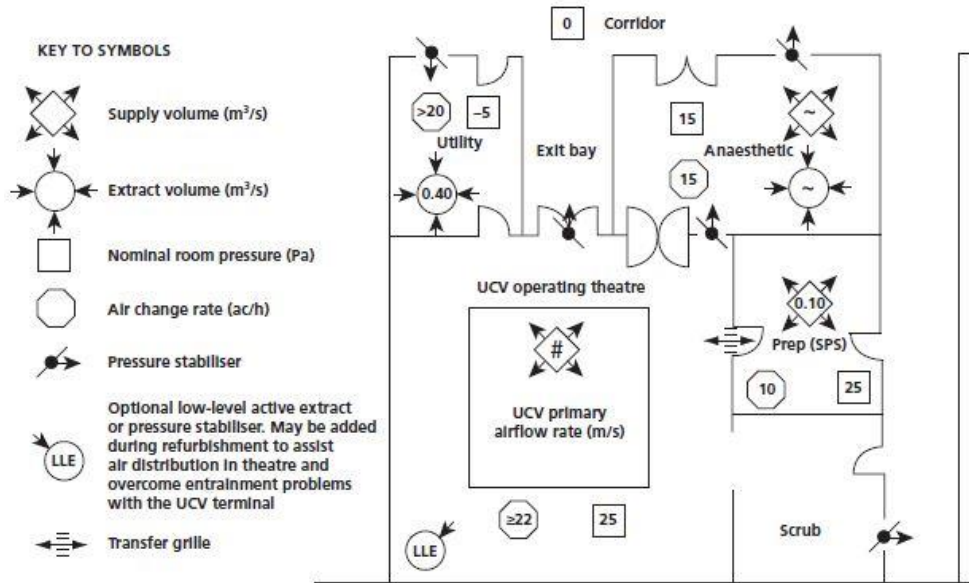 KEY TO SYMBOLS
Supply volume (m³/s)
Extract volume (m³/s)
Nominal room pressure (Pa)
Air change rate (ac/h)
Pressure stabiliser
Optional low-level active extract
or pressure stabiliser. May be added
during refurbishment to assist
air distribution in theatre and
overcome entrainment problems
with the UCV terminal
LLE
Transfer grille
0
Corridor
>20
–5
Utility
0.40
Exit bay
15
~
Anaesthetic
15
~
UCV operating theatre
#
UCV primary
airflow rate (m/s)
≥22
25
LLE
0.10
Prep (SPS)
10
25
Scrub